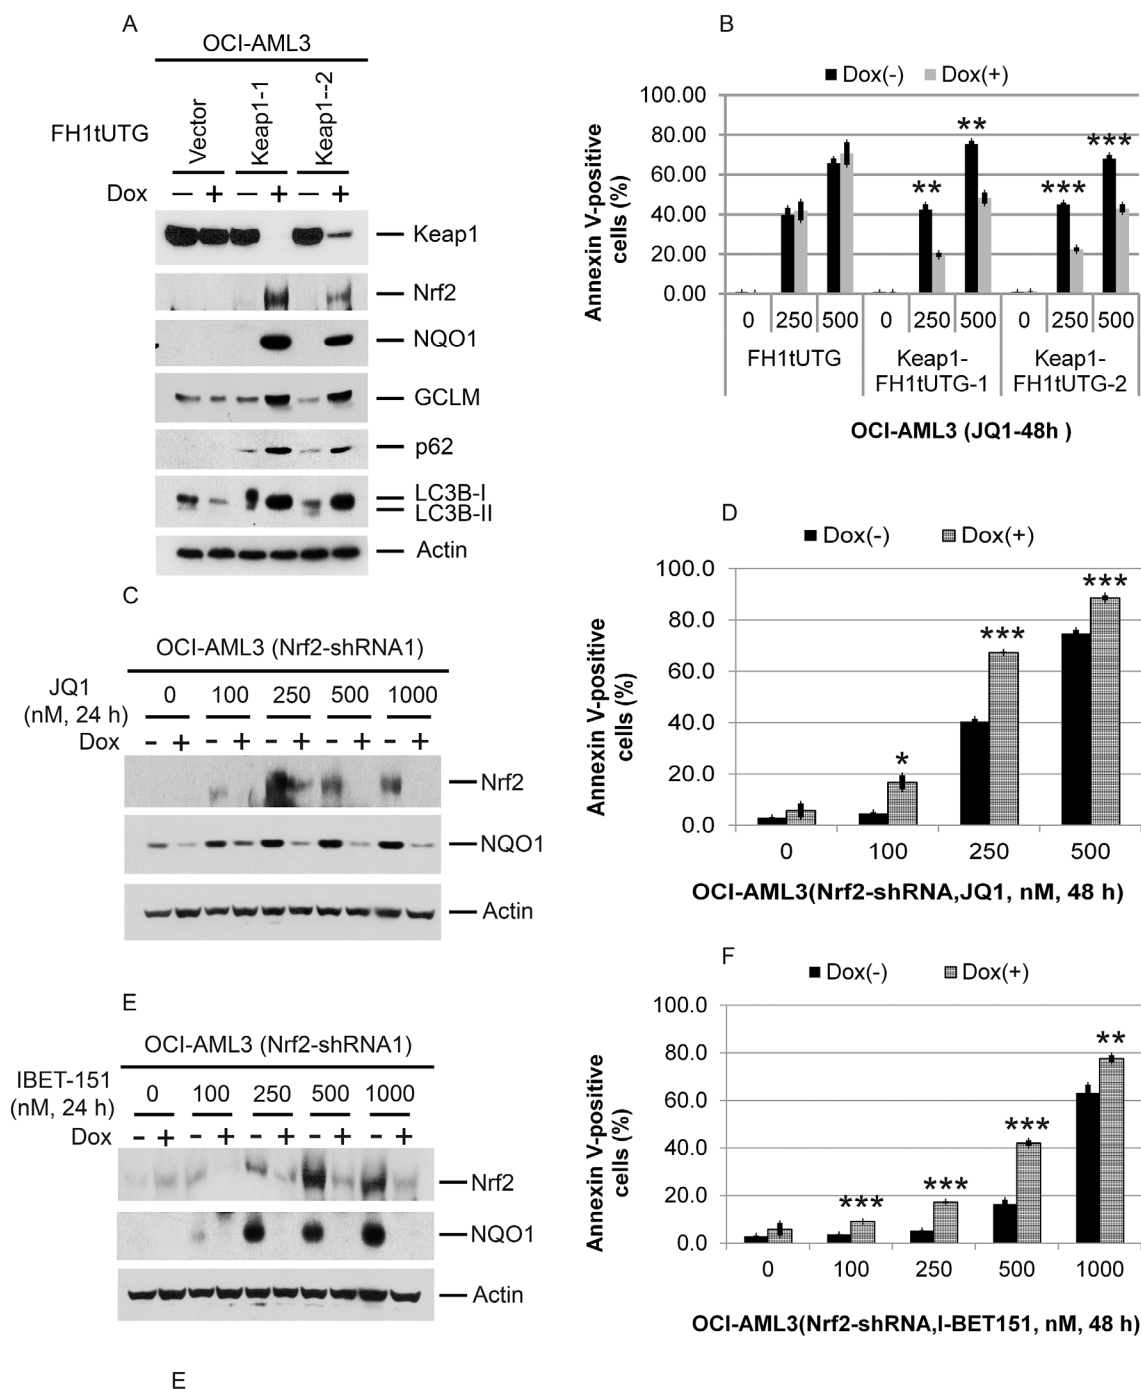 A
OCI-AML3
FH1tUTG
Vector
Keap1-1
Keap1--2
Dox
— + — + — +
Keap1
Nrf2
NQO1
GCLM
p62
LC3B-I
LC3B-II
Actin
B
Dox(-) Dox(+)
Annexin V-positive
cells (%)
100.00
80.00
60.00
40.00
20.00
0.00
** ** *** ***
0 250 500 0 250 500 0 250 500
FH1tUTG
Keap1-
FH1tUTG-1
Keap1-
FH1tUTG-2
OCI-AML3 (JQ1-48h )
C
OCI-AML3 (Nrf2-shRNA1)
JQ1
(nM, 24 h)
0 100 250 500 1000
Dox - + - + - + - + - +
Nrf2
NQO1
Actin
D
Dox(-) Dox(+)
Annexin V-positive
cells (%)
100.0
80.0
60.0
40.0
20.0
0.0
* *** ***
0 100 250 500
OCI-AML3(Nrf2-shRNA,JQ1, nM, 48 h)
E
OCI-AML3 (Nrf2-shRNA1)
IBET-151
(nM, 24 h)
0 100 250 500 1000
Dox - + - + - + - + - +
Nrf2
NQO1
Actin
F
Dox(-) Dox(+)
Annexin V-positive
cells (%)
100.0
80.0
60.0
40.0
20.0
0.0
*** *** *** **
0 100 250 500 1000
OCI-AML3(Nrf2-shRNA,I-BET151, nM, 48 h)
E